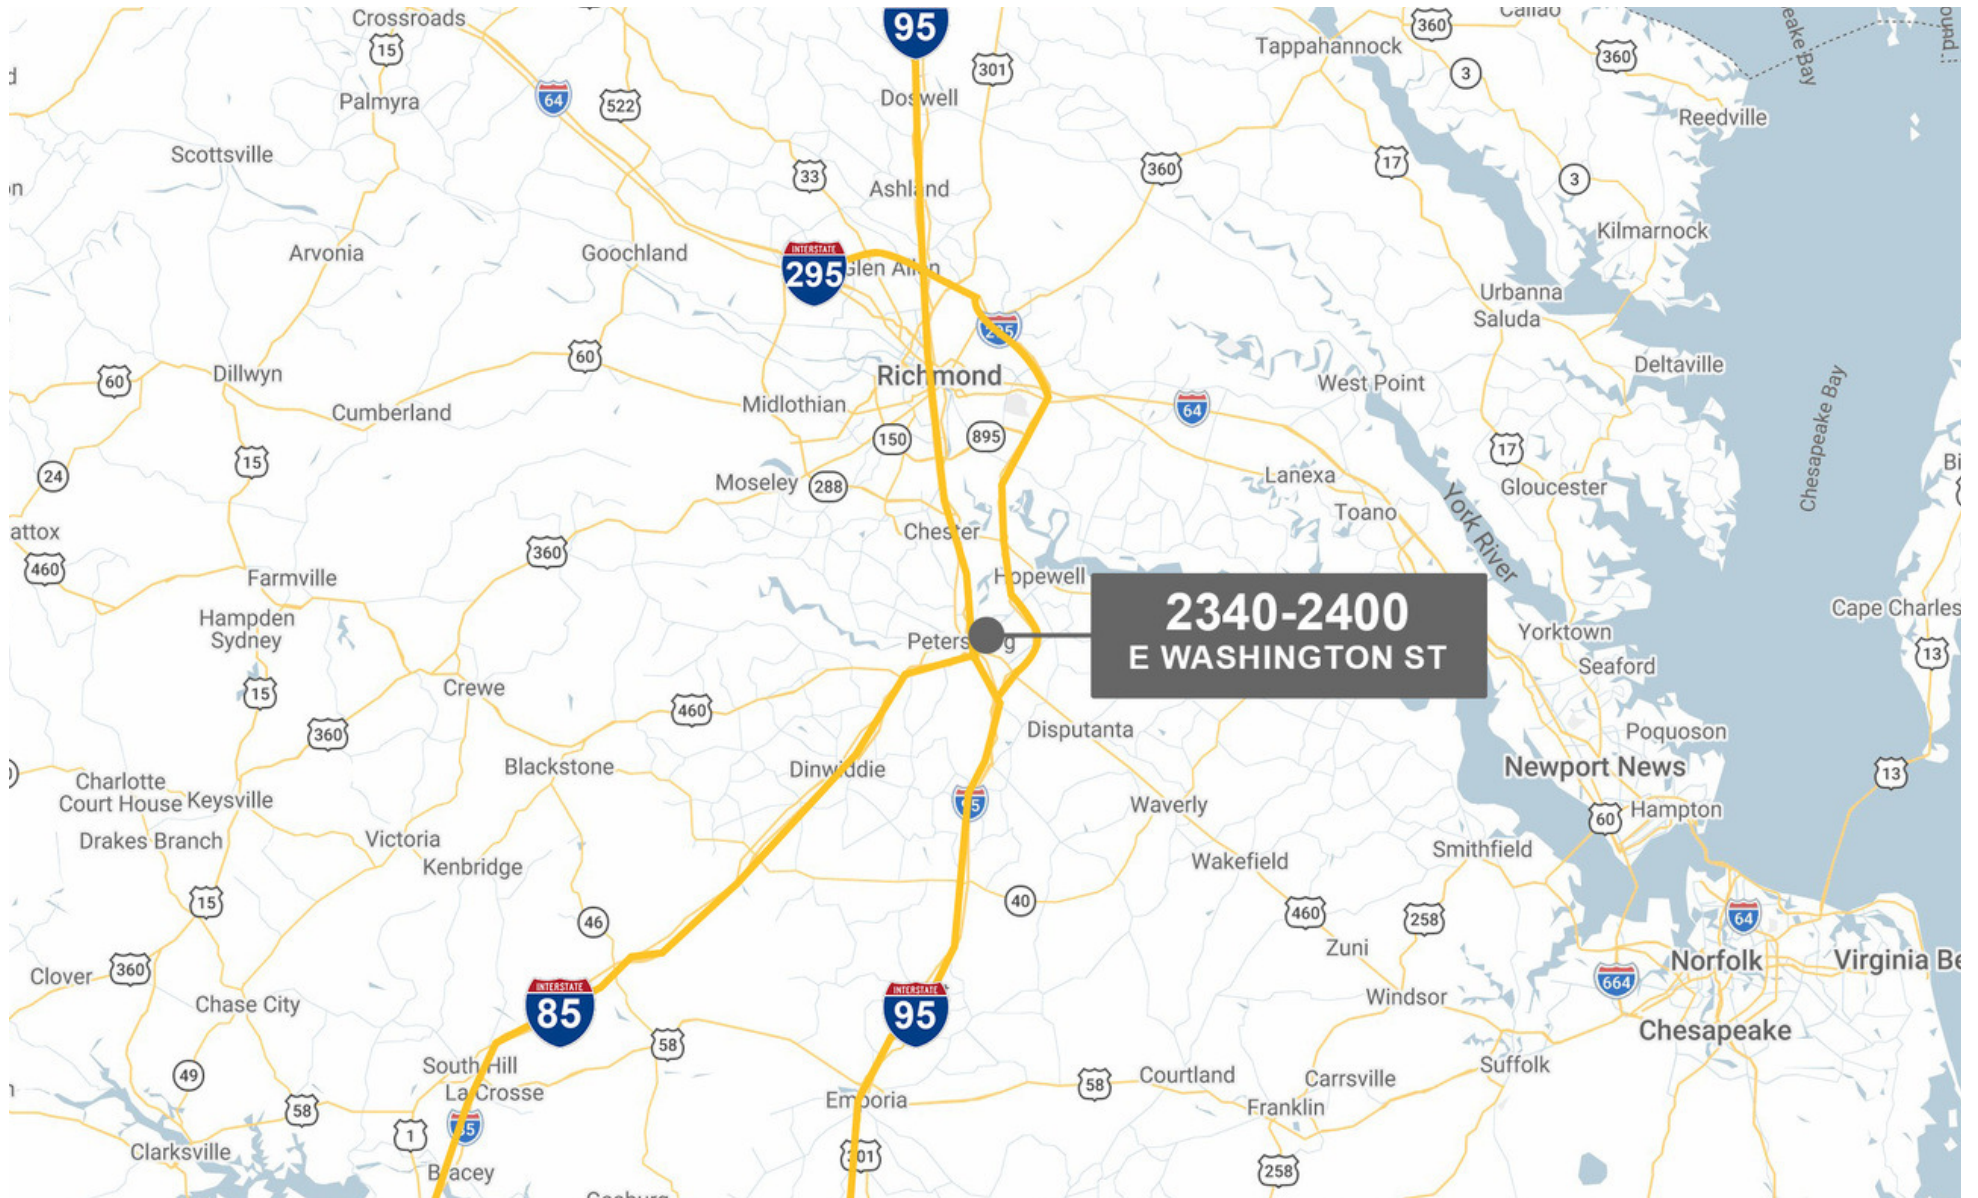 Crossroads
95
360
Callao
15
301
Tappahannock
360
64
522
Palmyra
Doswell
3
Chesapeake Bay
Reedville
Scottsville
33
Ashland
360
17
3
Arvonia
Goochland
INTERSTATE
295
Glen Allen
Kilmarnock
295
Urbanna
Saluda
60
Dillwyn
60
Richmond
West Point
Deltaville
Cumberland
Midlothian
64
Chesapeake Bay
15
150
895
17
24
Moseley
288
Lanexa
Gloucester
Toano
York River
attox
360
Chester
460
Farmville
Hopewell
Hampden
Sydney
2340-2400
E WASHINGTON ST
Cape Charles
Petersburg
Yorktown
13
Seaford
15
Crewe
460
360
Disputanta
Poquoson
Blackstone
Dinwiddie
Newport News
13
Charlotte
Court House
Keysville
95
Waverly
60
Hampton
Drakes Branch
Victoria
Kenbridge
Wakefield
Smithfield
15
46
40
460
258
64
Zuni
Clover
360
Norfolk
Virginia Be
664
Chase City
INTERSTATE
85
INTERSTATE
95
Windsor
Chesapeake
58
South Hill
Suffolk
49
La Crosse
58
Courtland
Carrsville
58
Emporia
Franklin
1
85
Clarksville
301
258
Bracey